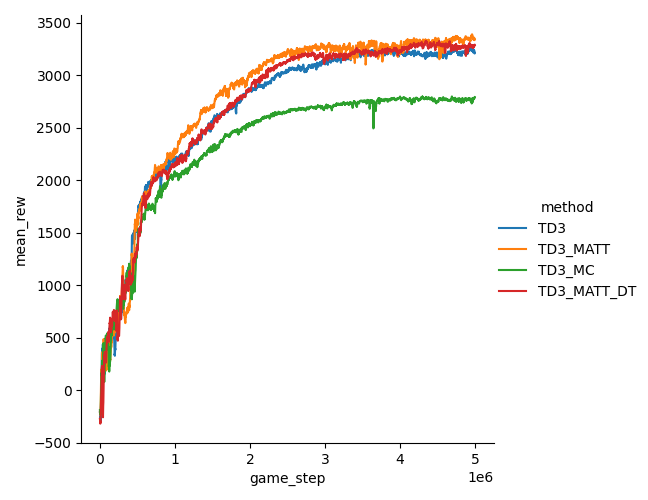 3500
3000
2500
2000
1500
1000
500
0
−500
mean_rew
0 1 2 3 4 5
1e6
game_step
method
TD3
TD3_MATT
TD3_MC
TD3_MATT_DT